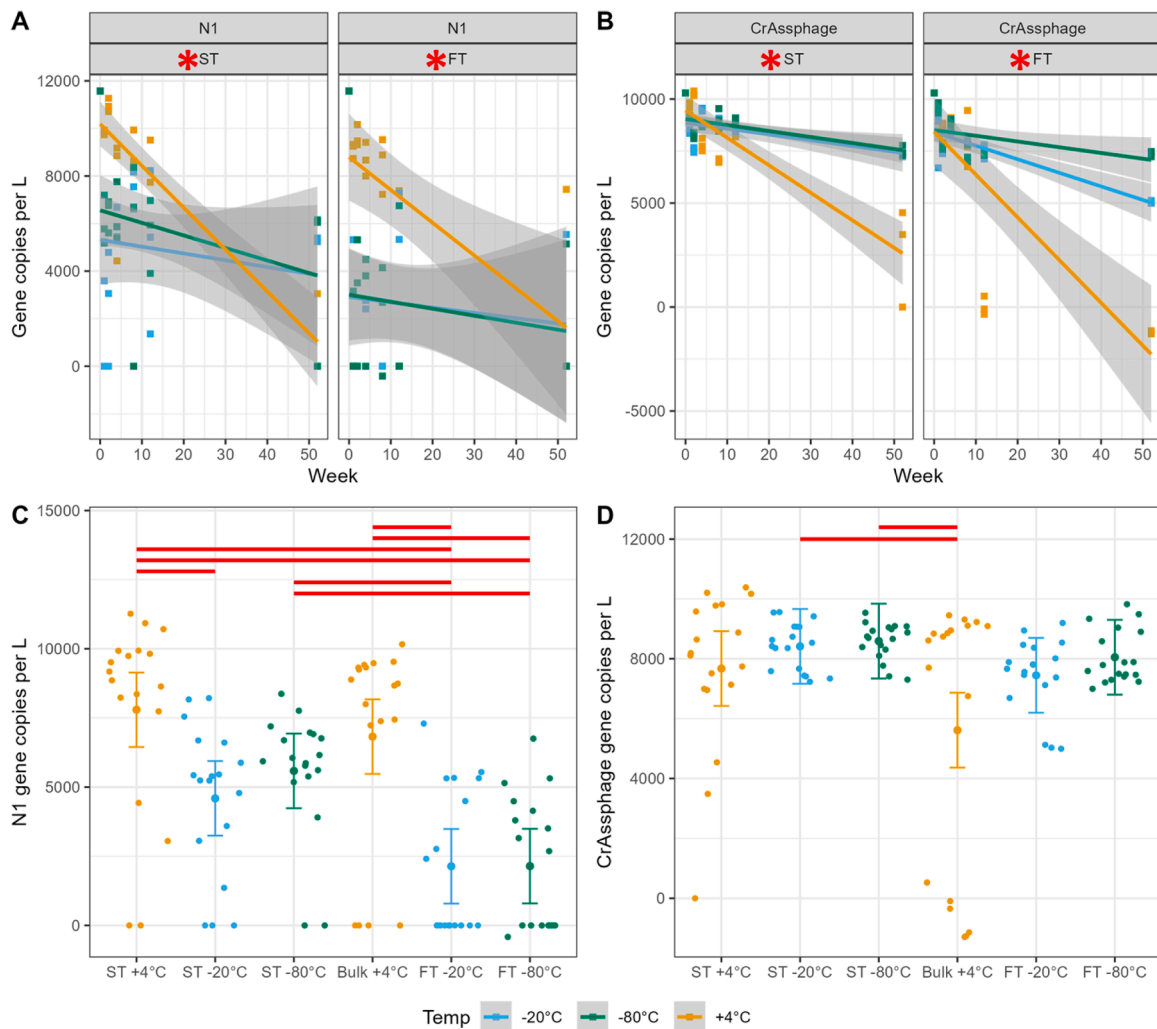 A
N1
N1
*ST
*FT
Gene copies per L
12000
8000
4000
0
0 10 20 30 40 50
0 10 20 30 40 50
Week
B
CrAssphage
CrAssphage
*ST
*FT
Gene copies per L
10000
5000
0
-5000
0 10 20 30 40 50
0 10 20 30 40 50
Week
C
N1 gene copies per L
15000
10000
5000
0
ST +4°C ST -20°C ST -80°C Bulk +4°C FT -20°C FT -80°C
D
CrAssphage gene copies per L
12000
8000
4000
0
ST +4°C ST -20°C ST -80°C Bulk +4°C FT -20°C FT -80°C
Temp -20°C -80°C +4°C